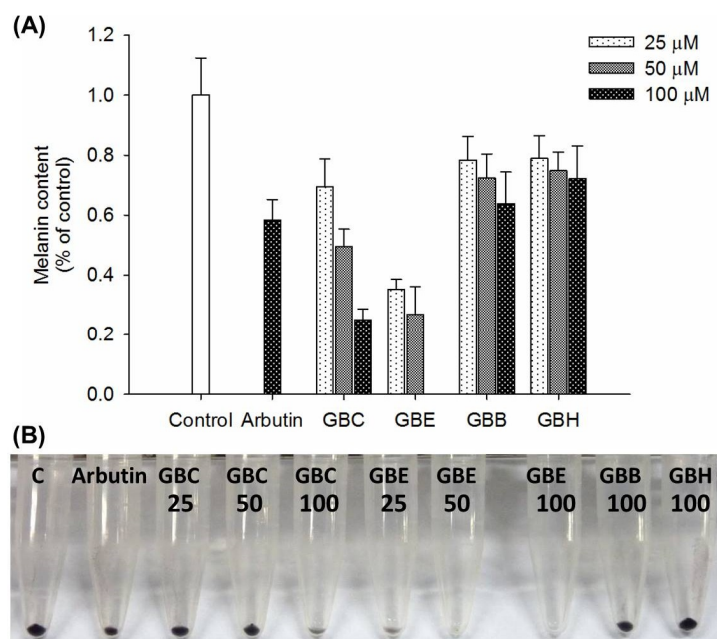 (A)
1.2
1.0
0.8
0.6
0.4
0.2
0.0
Melanin content
(% of control)
25 μM
50 μM
100 μM
Control Arbutin GBC GBE GBB GBH
(B)
C Arbutin GBC GBC GBC GBE GBE GBE GBB GBH
25 50 100 25 50 100 100 100